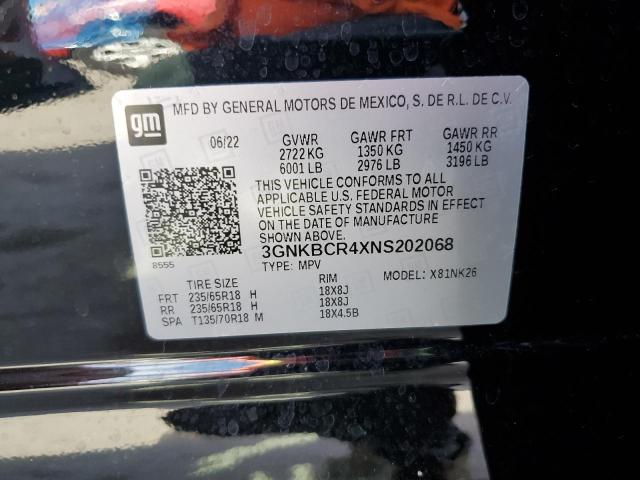 gm MFD BY GENERAL MOTORS DE MEXICO, S. DE R.L. DE C.V.
06/22 GVWR GAWR FRT GAWR RR
2722 KG 1350 KG 1450 KG
6001 LB 2976 LB 3196 LB
THIS VEHICLE CONFORMS TO ALL
APPLICABLE U.S. FEDERAL MOTOR
VEHICLE SAFETY STANDARDS IN EFFECT
ON THE DATE OF MANUFACTURE
SHOWN ABOVE.
3GNKBCR4XNS202068
8555 TYPE: MPV MODEL: X81NK26
TIRE SIZE RIM
FRT 235/65R18 H 18X8J
RR 235/65R18 H 18X8J
SPA T135/70R18 M 18X4.5B